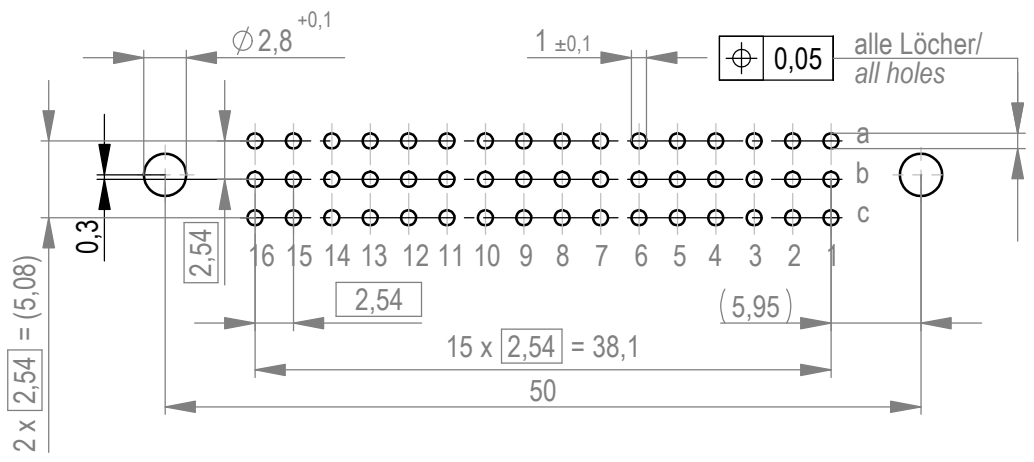 ⌀2,8 +0,1
1 ±0,1
⌖ 0,05
alle Löcher/
all holes
a
b
c
0,3
2,54
2 x 2,54 = (5,08)
16 15 14 13 12 11 10 9 8 7 6 5 4 3 2 1
2,54
(5,95)
15 x 2,54 = 38,1
50